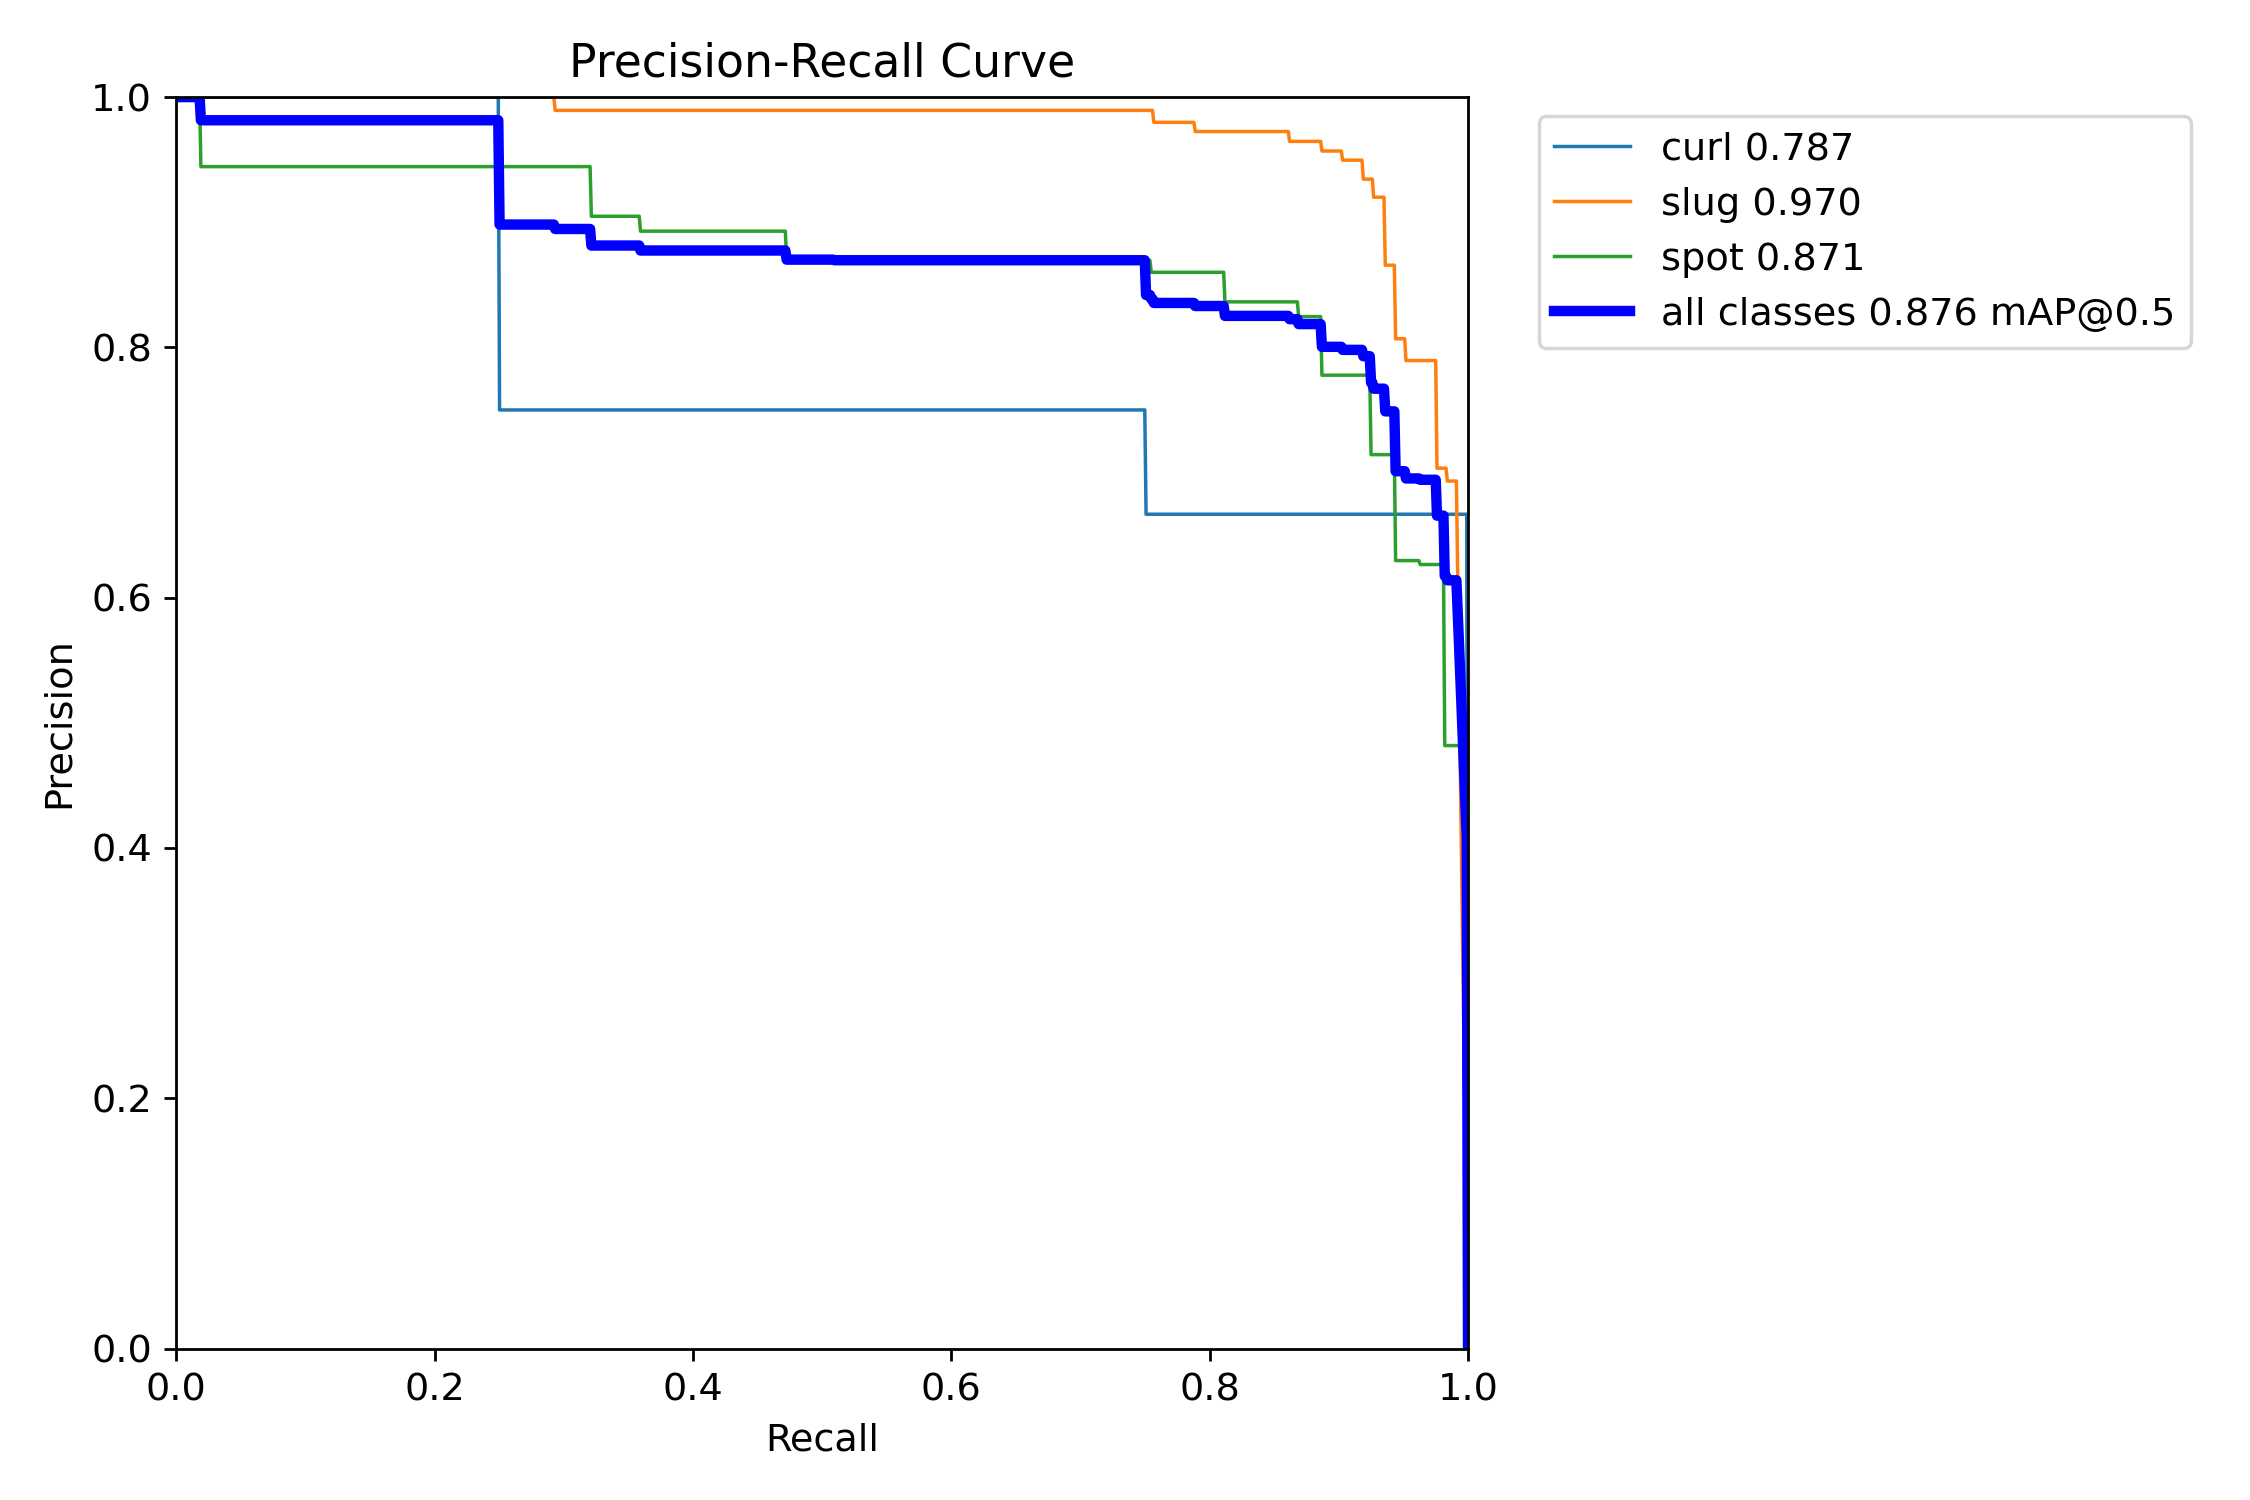 Precision-Recall Curve
1.0
0.8
0.6
0.4
0.2
0.0
Precision
0.0 0.2 0.4 0.6 0.8 1.0
Recall
curl 0.787
slug 0.970
spot 0.871
all classes 0.876 mAP@0.5